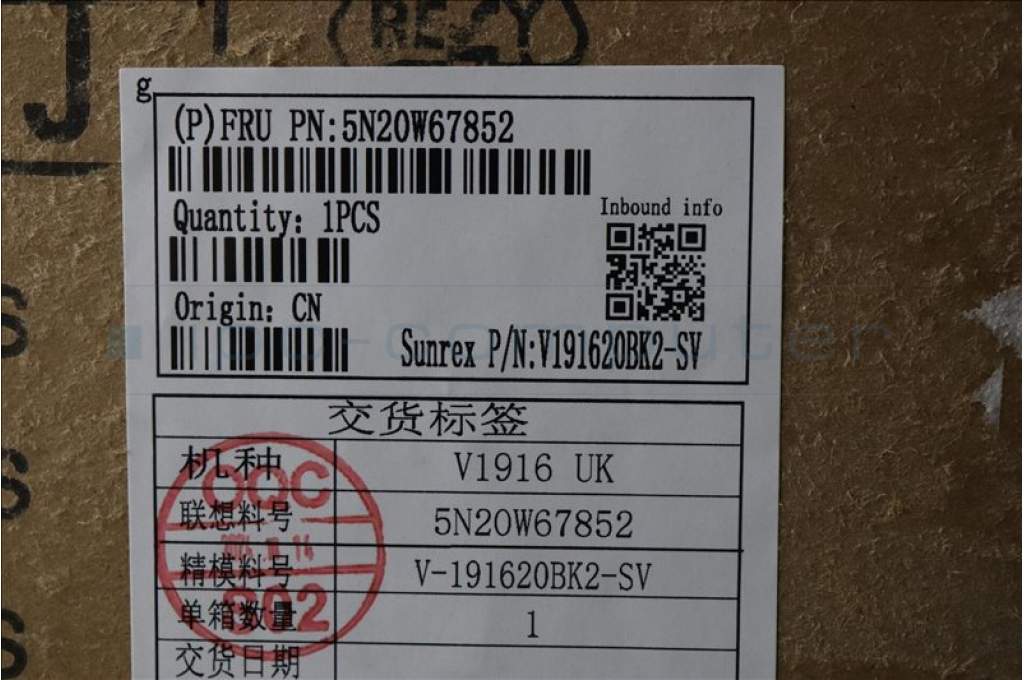 g
(P)FRU PN:5N20W67852
Quantity: 1PCS
Inbound info
Origin: CN
Sunrex P/N:V191620BK2-SV
交货标签
机种 V1916 UK
联想料号 5N20W67852
精模料号 V-191620BK2-SV
单箱数量 1
交货日期
OQC
S02